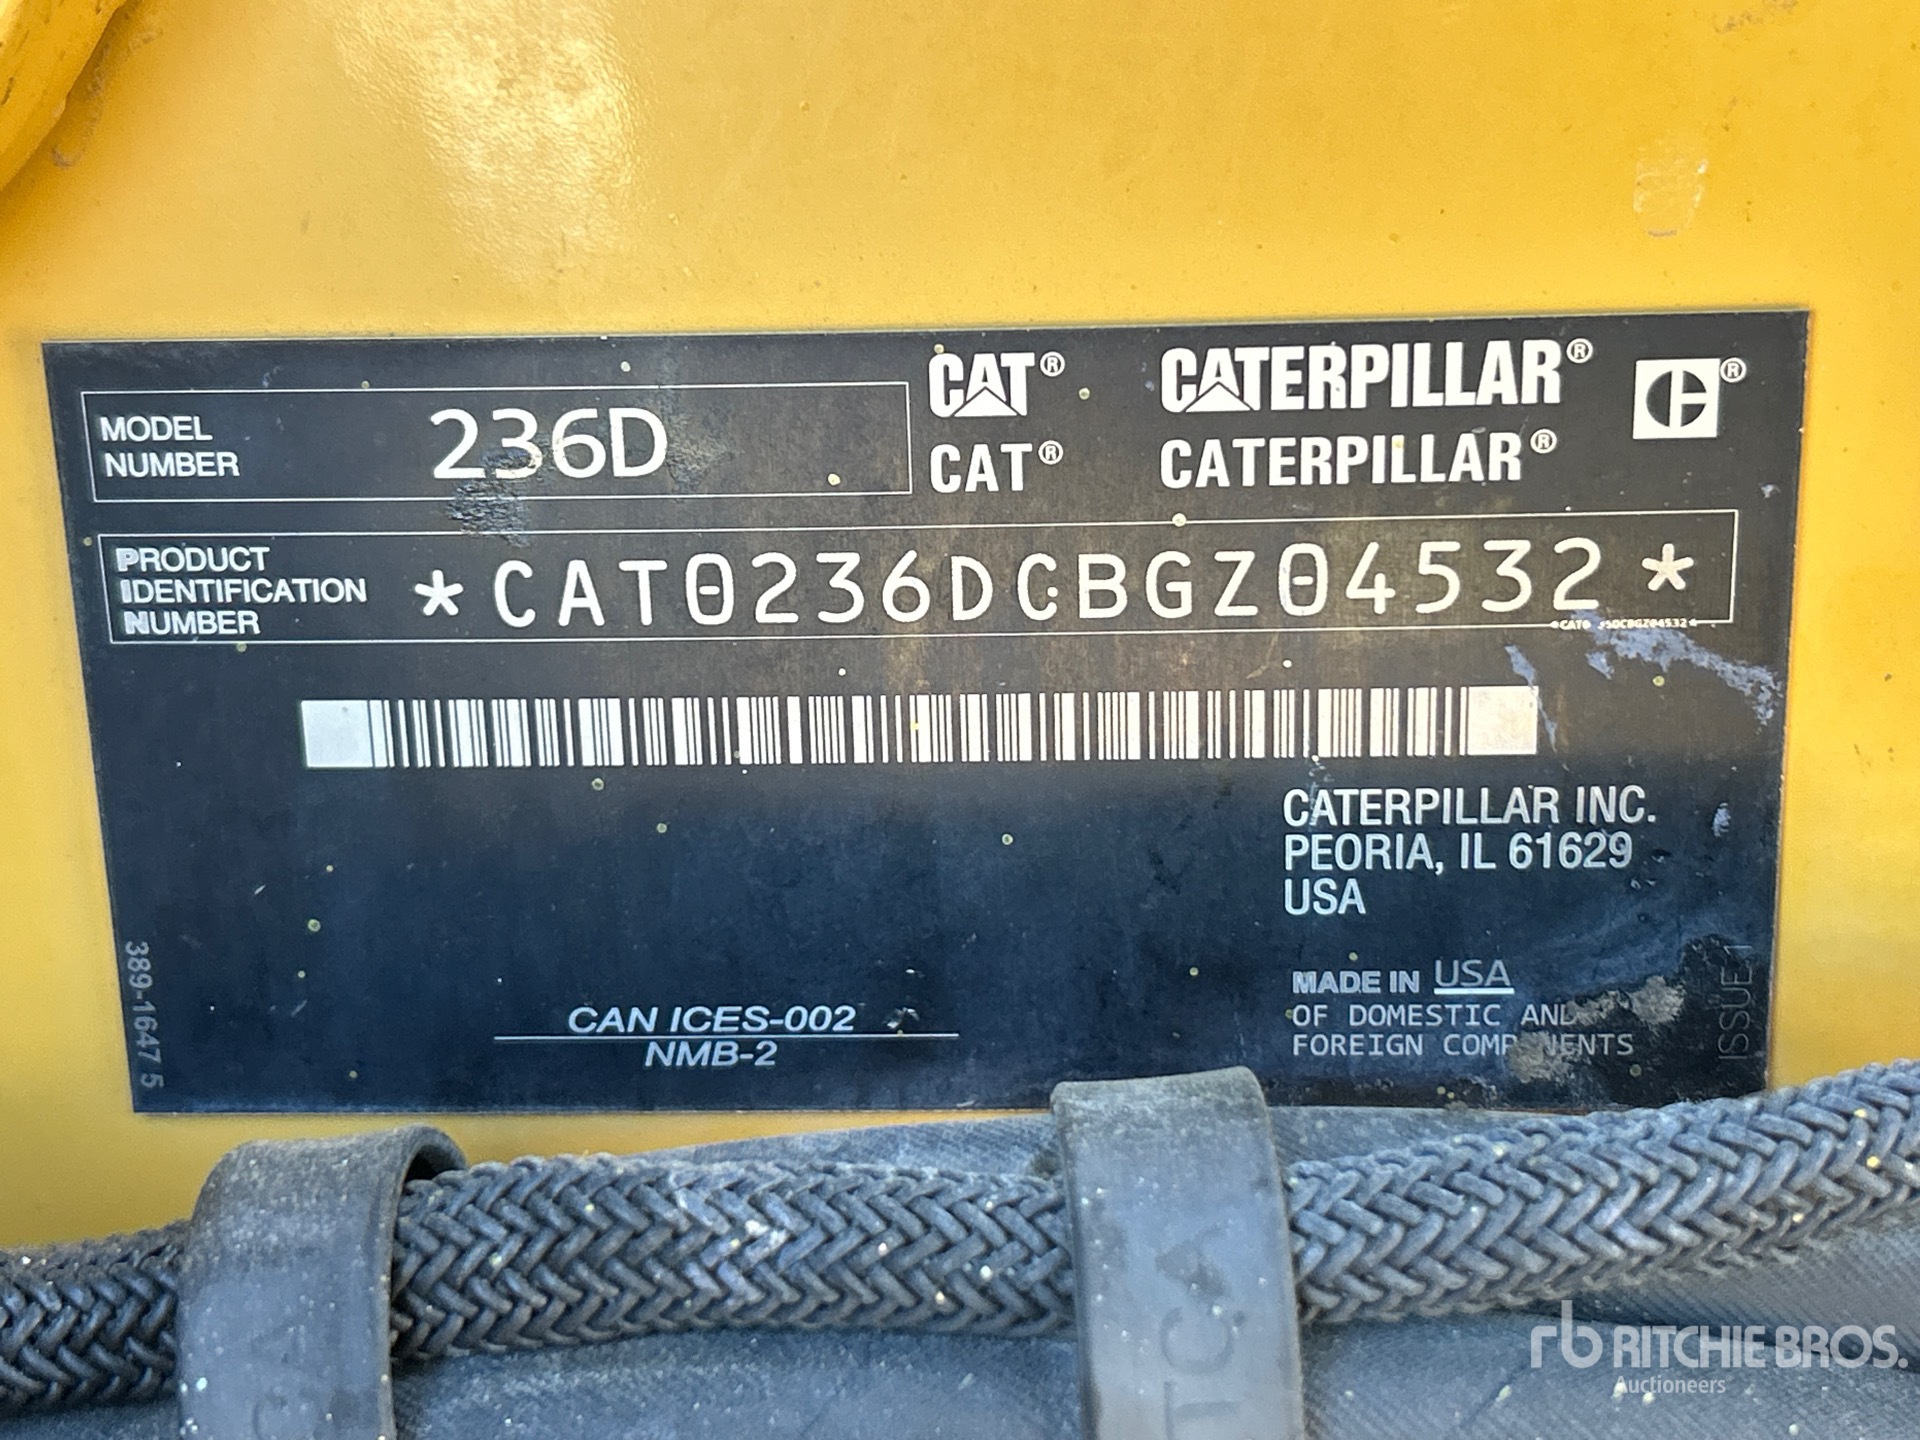 MODEL NUMBER 236D
CAT® CATERPILLAR®
CAT® CATERPILLAR®
PRODUCT IDENTIFICATION NUMBER *CAT0236DCBGZ04532*
CATERPILLAR INC.
PEORIA, IL 61629
USA
MADE IN USA
OF DOMESTIC AND
FOREIGN COMPONENTS
CAN ICES-002
NMB-2
389-1647 5
ISSUE 1
TCA
rb RITCHIE BROS.
Auctioneers